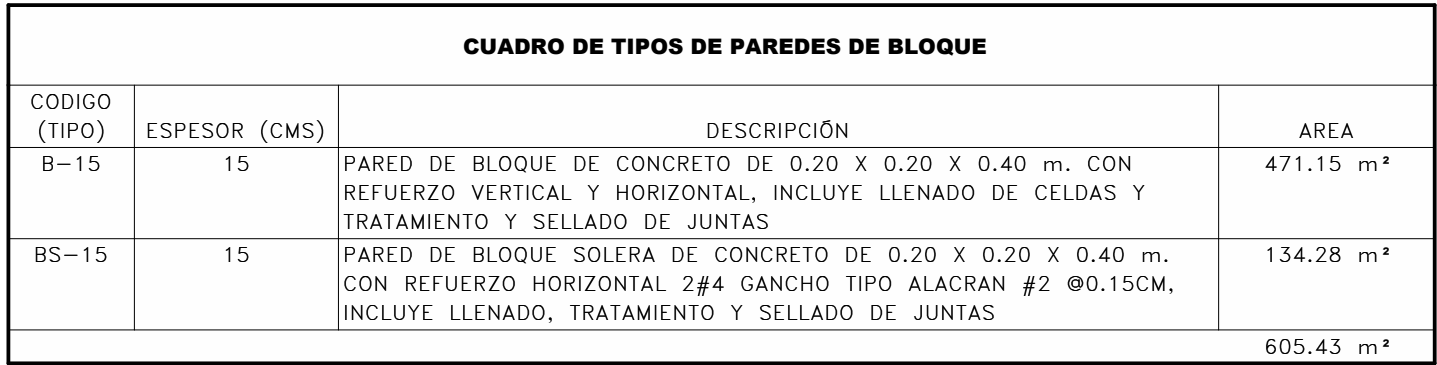 CUADRO DE TIPOS DE PAREDES DE BLOQUE
CODIGO
(TIPO) ESPESOR (CMS) DESCRIPCIÓN AREA
B-15 15 PARED DE BLOQUE DE CONCRETO DE 0.20 X 0.20 X 0.40 m. CON 471.15 m²
REFUERZO VERTICAL Y HORIZONTAL, INCLUYE LLENADO DE CELDAS Y
TRATAMIENTO Y SELLADO DE JUNTAS
BS-15 15 PARED DE BLOQUE SOLERA DE CONCRETO DE 0.20 X 0.20 X 0.40 m. 134.28 m²
CON REFUERZO HORIZONTAL 2#4 GANCHO TIPO ALACRAN #2 @0.15CM,
INCLUYE LLENADO, TRATAMIENTO Y SELLADO DE JUNTAS
605.43 m²